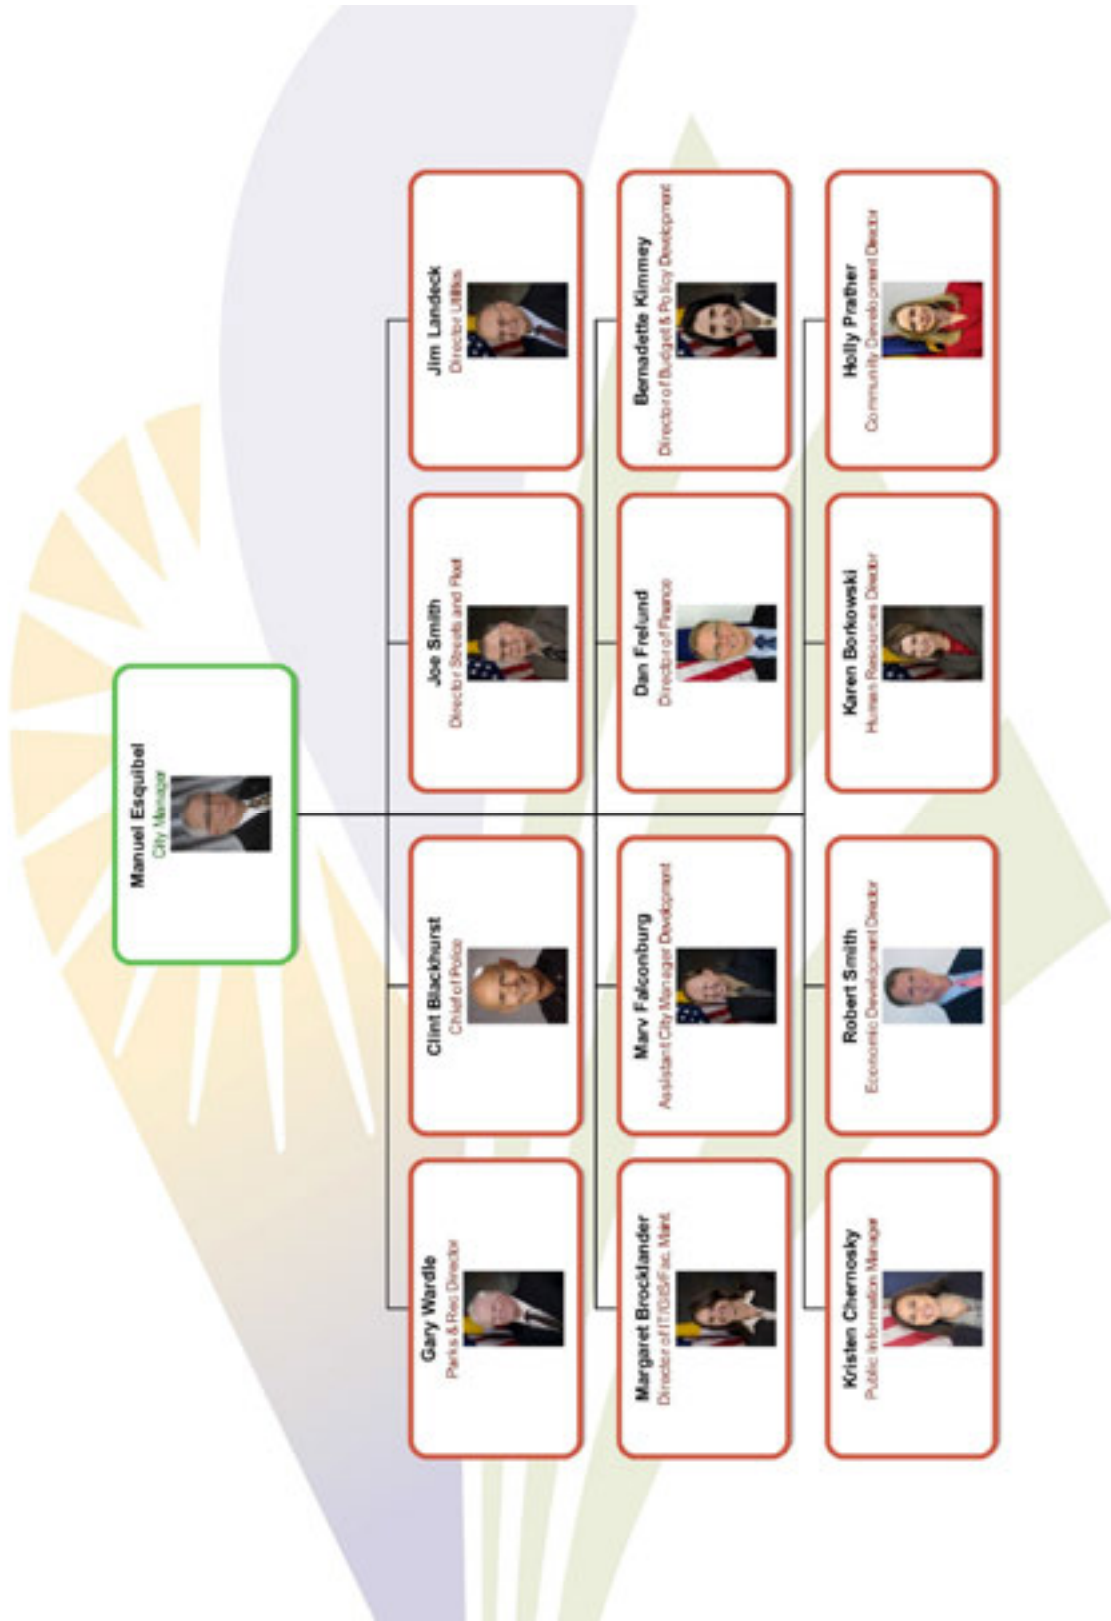 Manuel Esquibel
City Manager
Gary Wardle
Parks & Rec Director
Clint Blackhurst
Chief of Police
Joe Smith
Director Streets and Fleet
Jim Landeck
Director Utilities
Margaret Brocklander
Director of IT/GIS/Fac. Maint.
Marv Falconburg
Assistant City Manager Development
Dan Frelund
Director of Finance
Bernadette Kimmey
Director of Budget & Policy Development
Kristen Chernosky
Public Information Manager
Robert Smith
Economic Development Director
Karen Borkowski
Human Resources Director
Holly Prather
Community Development Director